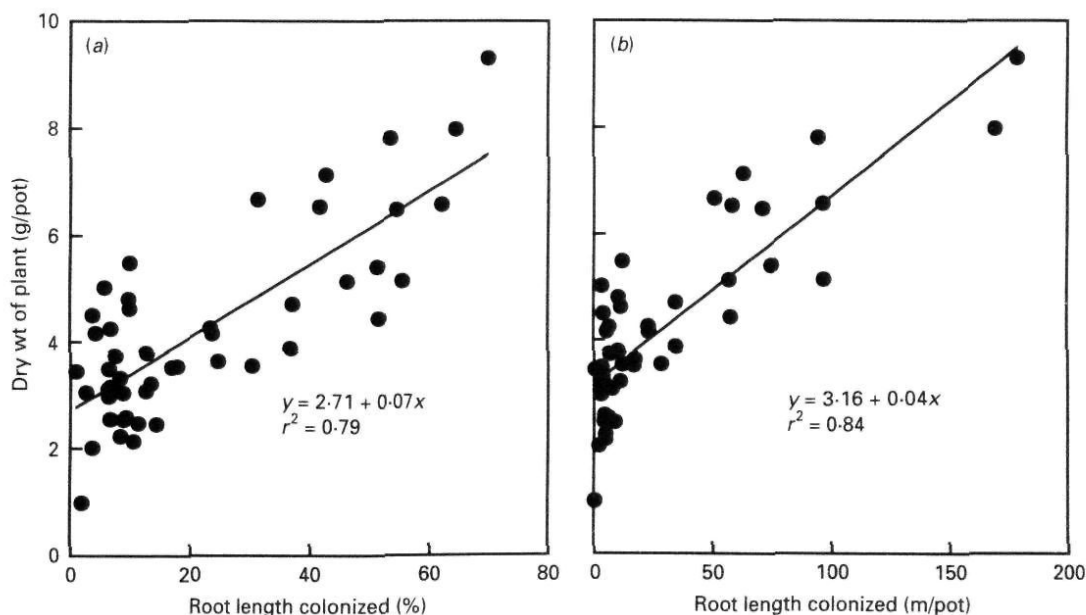 (a)
(b)
10
8
6
4
2
0
Dry wt of plant (g/pot)
y = 2·71 + 0·07x
r² = 0·79
y = 3·16 + 0·04x
r² = 0·84
0 20 40 60 80
0 50 100 150 200
Root length colonized (%)
Root length colonized (m/pot)